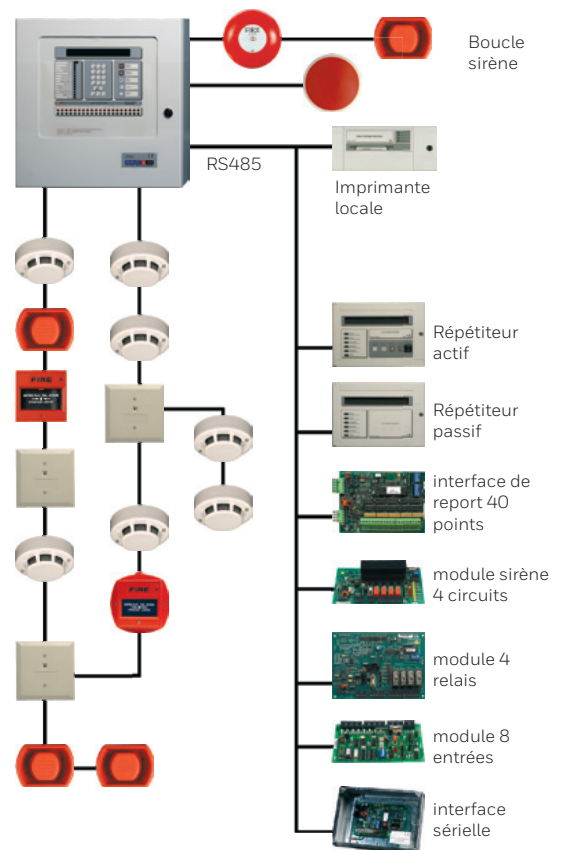 FIRE
Boucle
sirène
RS485
Imprimante
locale
Répétiteur
actif
FIRE
Répétiteur
passif
interface de
report 40
points
module sirène
4 circuits
FIRE
module 4
relais
module 8
entrées
interface
sérielle